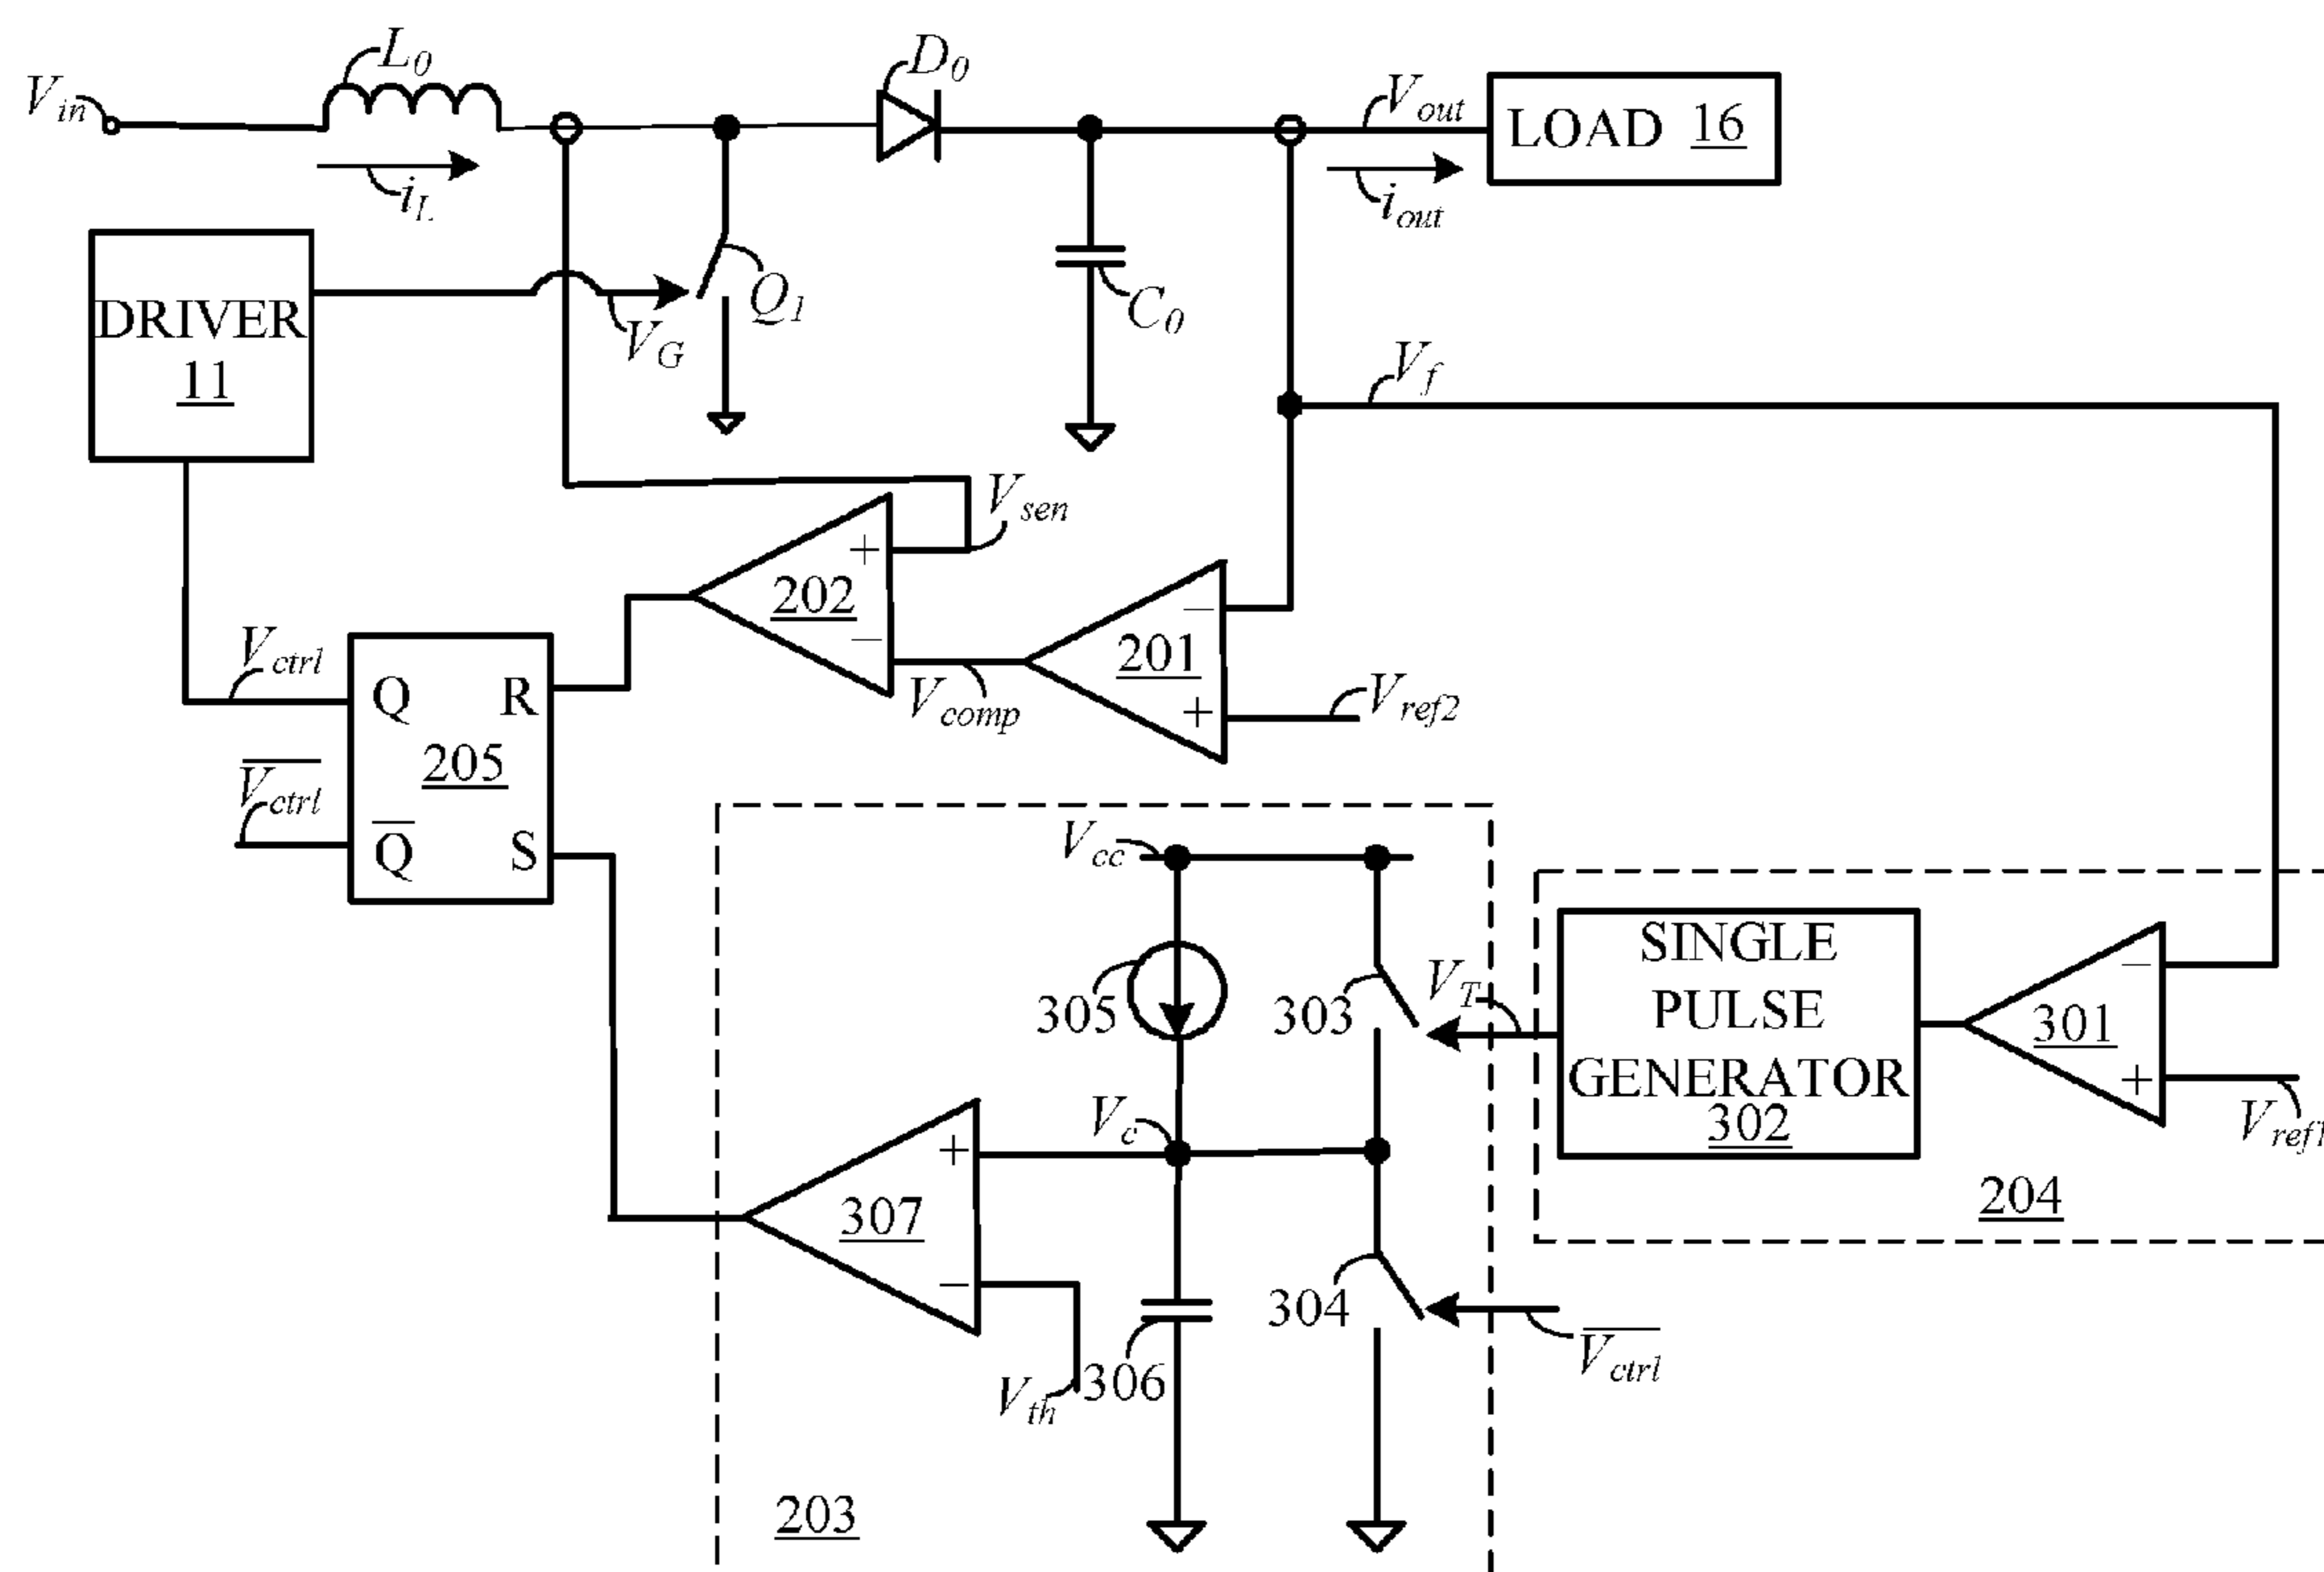 Vin
L0
D0
Vout
LOAD 16
iL
iout
DRIVER
11
VG
Q1
C0
Vf
Vsen
+
202
−
−
201
+
Vcomp
Vref2
Vctrl
Q
R
205
Vctrl
Q
S
Vcc
305
303
VT
SINGLE
PULSE
GENERATOR
302
−
301
+
Vref1
204
Vc
+
307
−
Vth
306
304
Vctrl
203